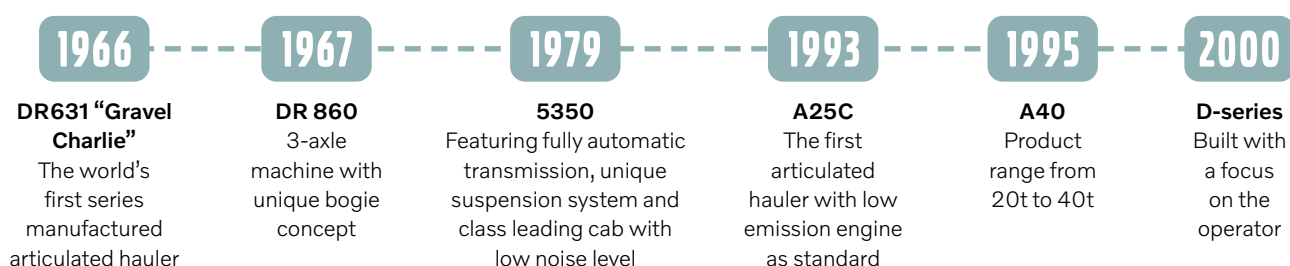 1966
DR631 “Gravel
Charlie”
The world’s
first series
manufactured
articulated hauler
1967
DR 860
3-axle
machine with
unique bogie
concept
1979
5350
Featuring fully automatic
transmission, unique
suspension system and
class leading cab with
low noise level
1993
A25C
The first
articulated
hauler with low
emission engine
as standard
1995
A40
Product
range from
20t to 40t
2000
D-series
Built with
a focus
on the
operator